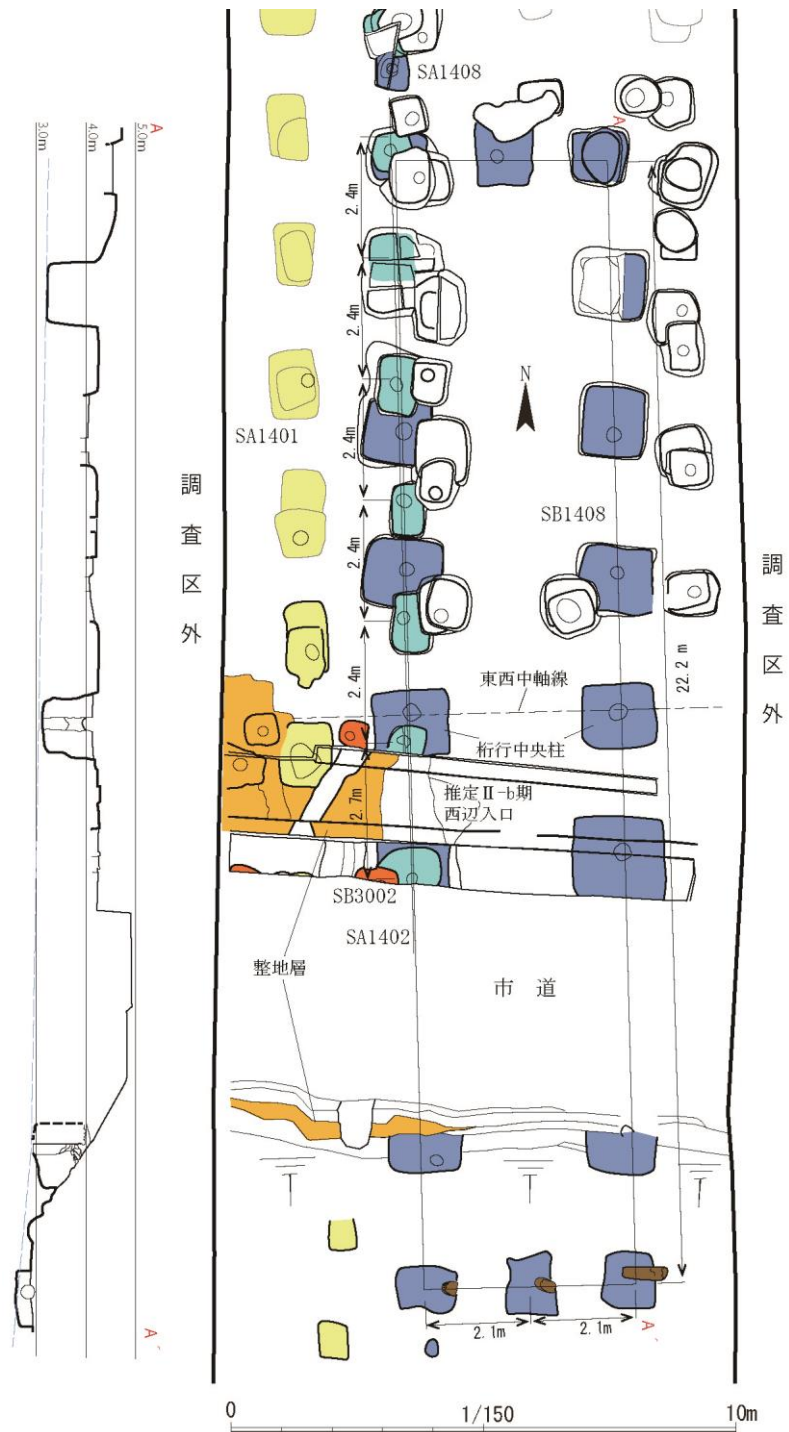 SA1408
A
3.0m
4.0m
5.0m
A
2.4m
2.4m
N
SA1401
2.4m
調査区外
SB1408
調査区外
2.4m
22.2 m
2.4m
東西中軸線
桁行中央柱
推定Ⅱ-b期
西辺入口
2.7m
SB3002
SA1402
整地層
市 道
2.1m
2.1m
A´
A´
0
1/150
10m